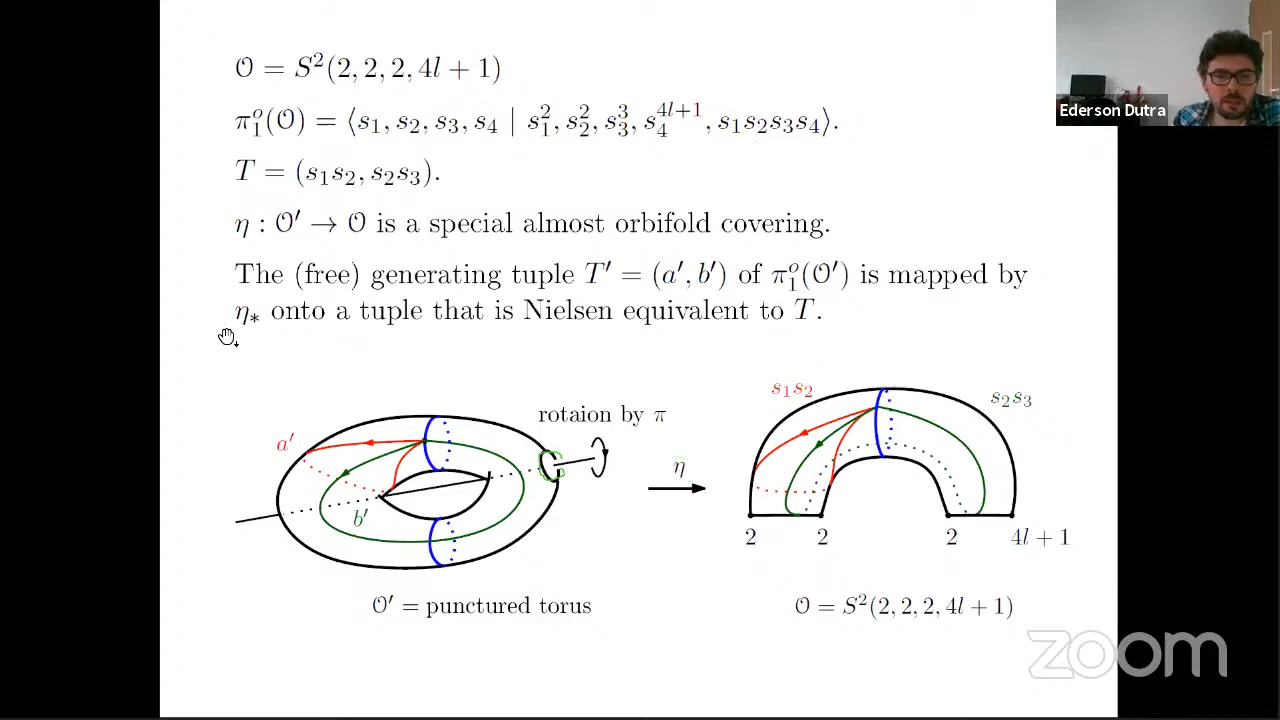 𝒪 = S²(2, 2, 2, 4l + 1)
π₁ᵒ(𝒪) = ⟨s₁, s₂, s₃, s₄ | s₁², s₂², s₃³, s₄⁴ˡ⁺¹, s₁s₂s₃s₄⟩.
T = (s₁s₂, s₂s₃).
η : 𝒪′ → 𝒪 is a special almost orbifold covering.
The (free) generating tuple T′ = (a′, b′) of π₁ᵒ(𝒪′) is mapped by
η∗ onto a tuple that is Nielsen equivalent to T.
Ederson Dutra
rotaion by π
a′
b′
η
s₁s₂
s₂s₃
2 2 2 4l + 1
𝒪′ = punctured torus
𝒪 = S²(2, 2, 2, 4l + 1)
zoom